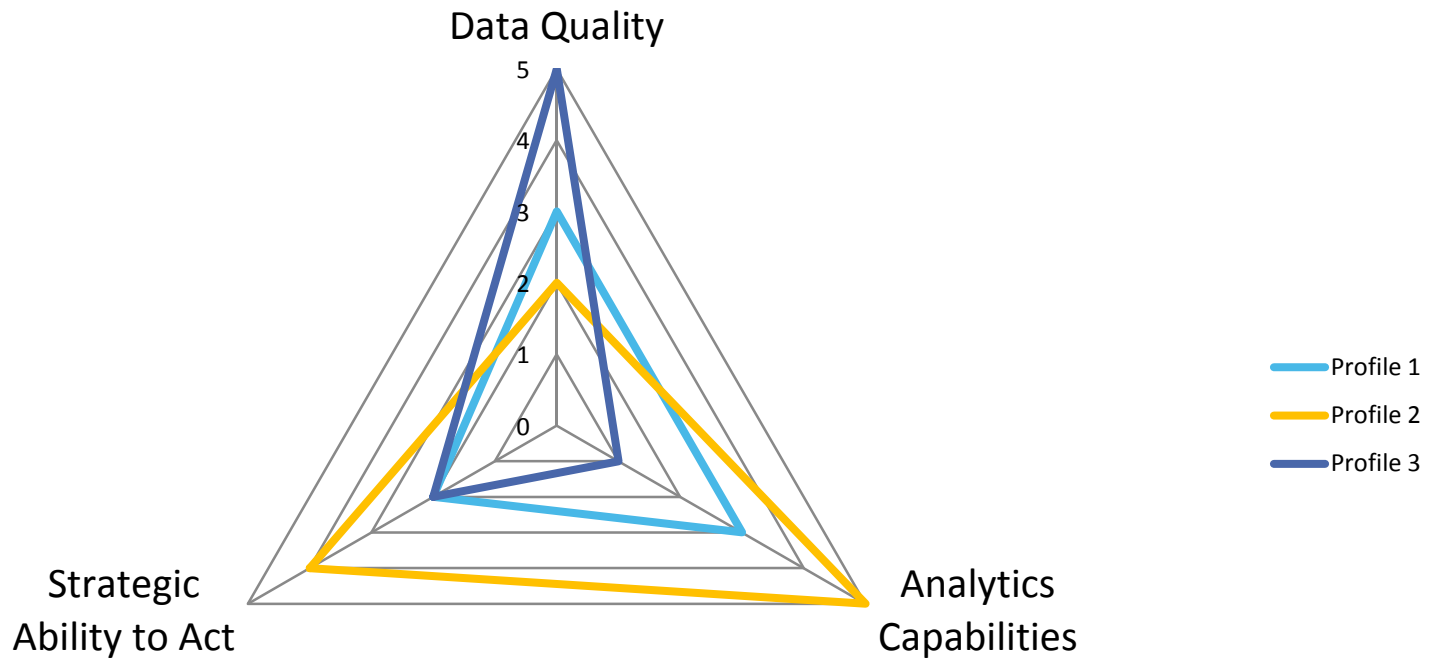 Data Quality
5
4
3
2
1
0
Profile 1
Profile 2
Profile 3
Strategic
Ability to Act
Analytics
Capabilities